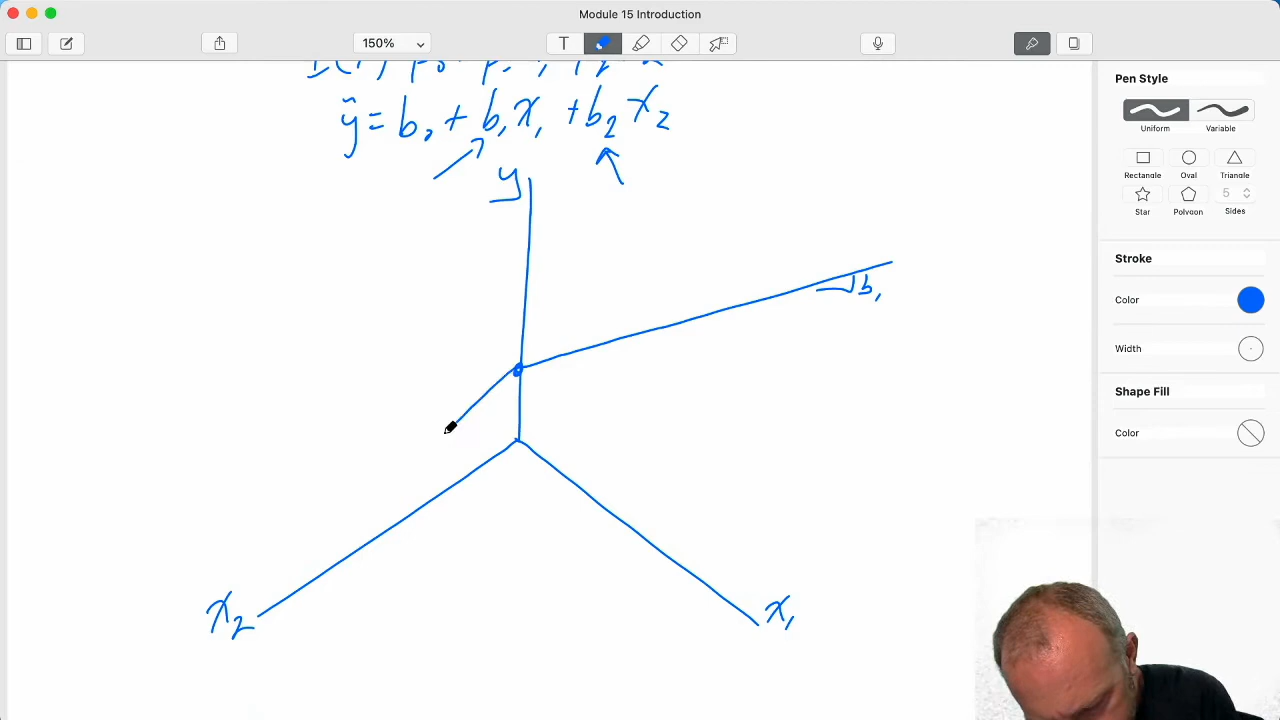 Module 15 Introduction
150%
T
Pen Style
Uniform Variable
Rectangle Oval Triangle
Star Polygon 5 Sides
Stroke
Color
Width
Shape Fill
Color
ŷ = b₀ + b₁x₁ + b₂x₂
y
b₁
x₂ x₁